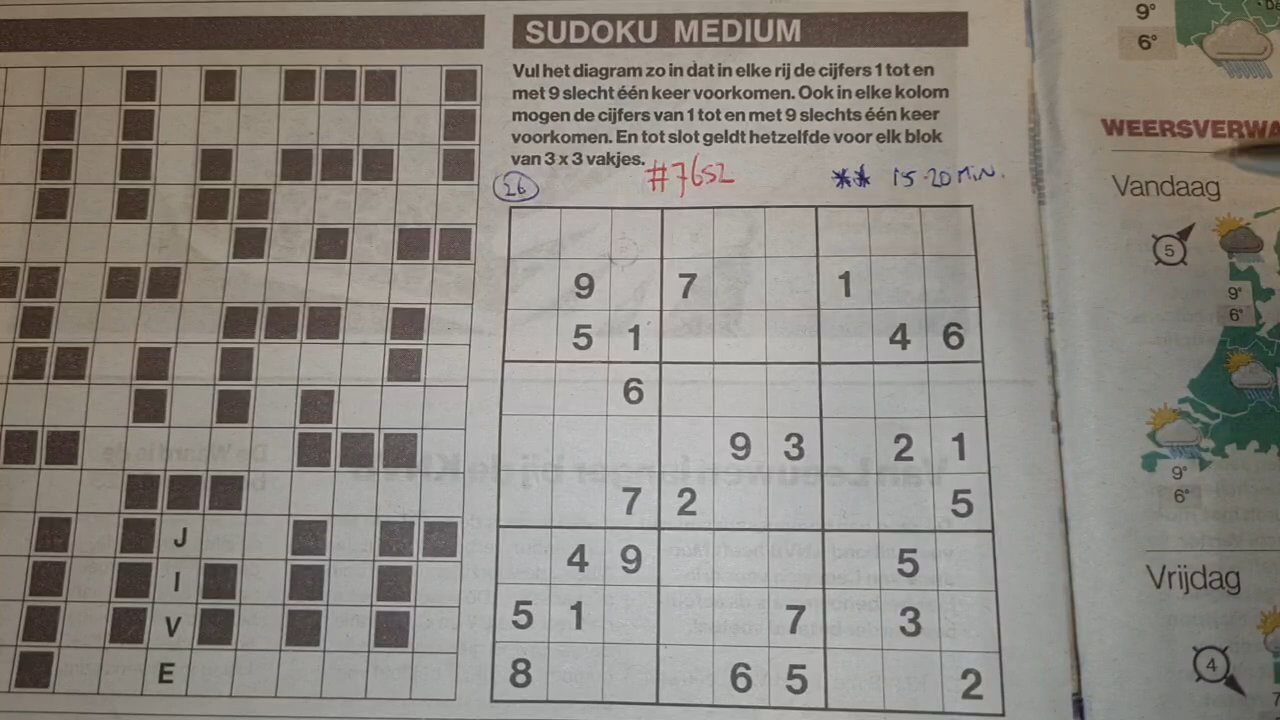 SUDOKU MEDIUM
Vul het diagram zo in dat in elke rij de cijfers 1 tot en
met 9 slecht één keer voorkomen. Ook in elke kolom
mogen de cijfers van 1 tot en met 9 slechts één keer
voorkomen. En tot slot geldt hetzelfde voor elk blok
van 3 x 3 vakjes.
26 #7652 ** 15-20 Min.
9 7 1
5 1 4 6
6
9 3 2 1
7 2 5
4 9 5
5 1 7 3
8 6 5 2
J
I
V
E
9°
6°
WEERSVERWA
Vandaag
5
9°
6°
9°
6°
Vrijdag
4